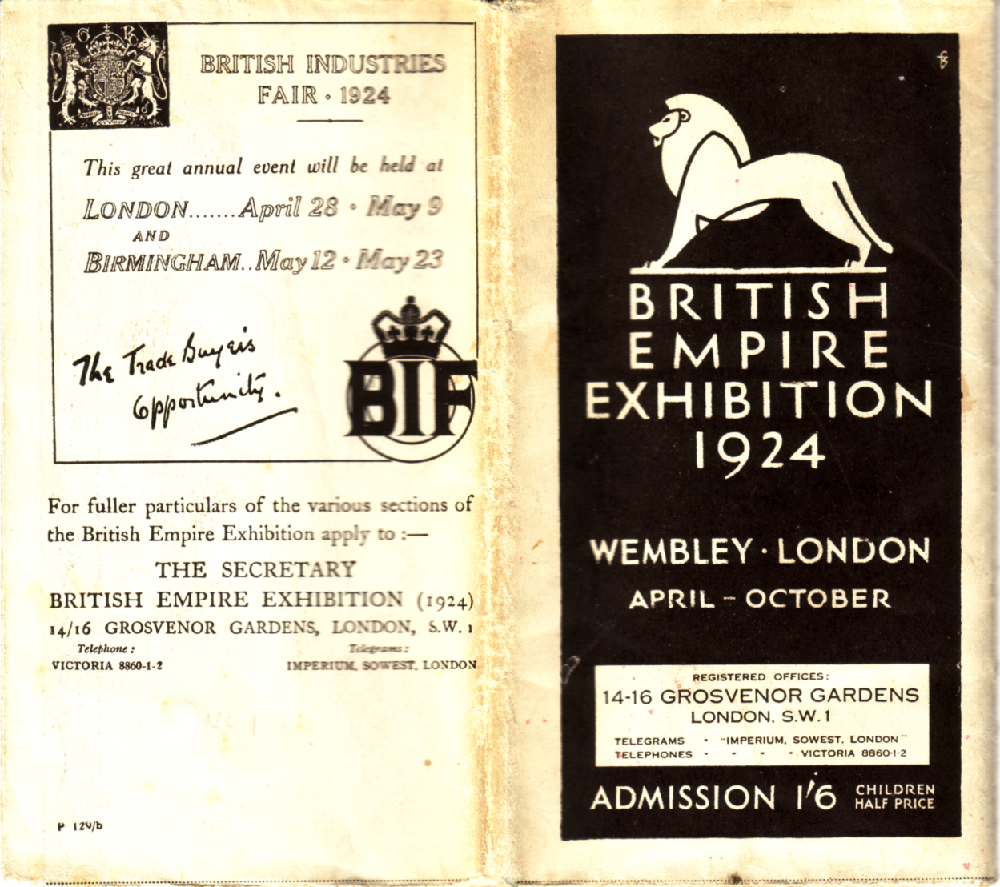 BRITISH INDUSTRIES
FAIR • 1924
This great annual event will be held at
LONDON.......April 28 • May 9
AND
BIRMINGHAM..May 12 • May 23
The Trade Buyer's
Opportunity.
BIF
For fuller particulars of the various sections of
the British Empire Exhibition apply to :—
THE SECRETARY
BRITISH EMPIRE EXHIBITION (1924)
14/16 GROSVENOR GARDENS, LONDON, S.W. 1
Telephone: Telegrams:
VICTORIA 8860-1-2 IMPERIUM, SOWEST, LONDON
P 120/b
BRITISH
EMPIRE
EXHIBITION
1924
WEMBLEY · LONDON
APRIL - OCTOBER
REGISTERED OFFICES:
14-16 GROSVENOR GARDENS
LONDON. S.W.1
TELEGRAMS - "IMPERIUM, SOWEST, LONDON"
TELEPHONES - - - - VICTORIA 8860-1-2
ADMISSION 1/6 CHILDREN
HALF PRICE